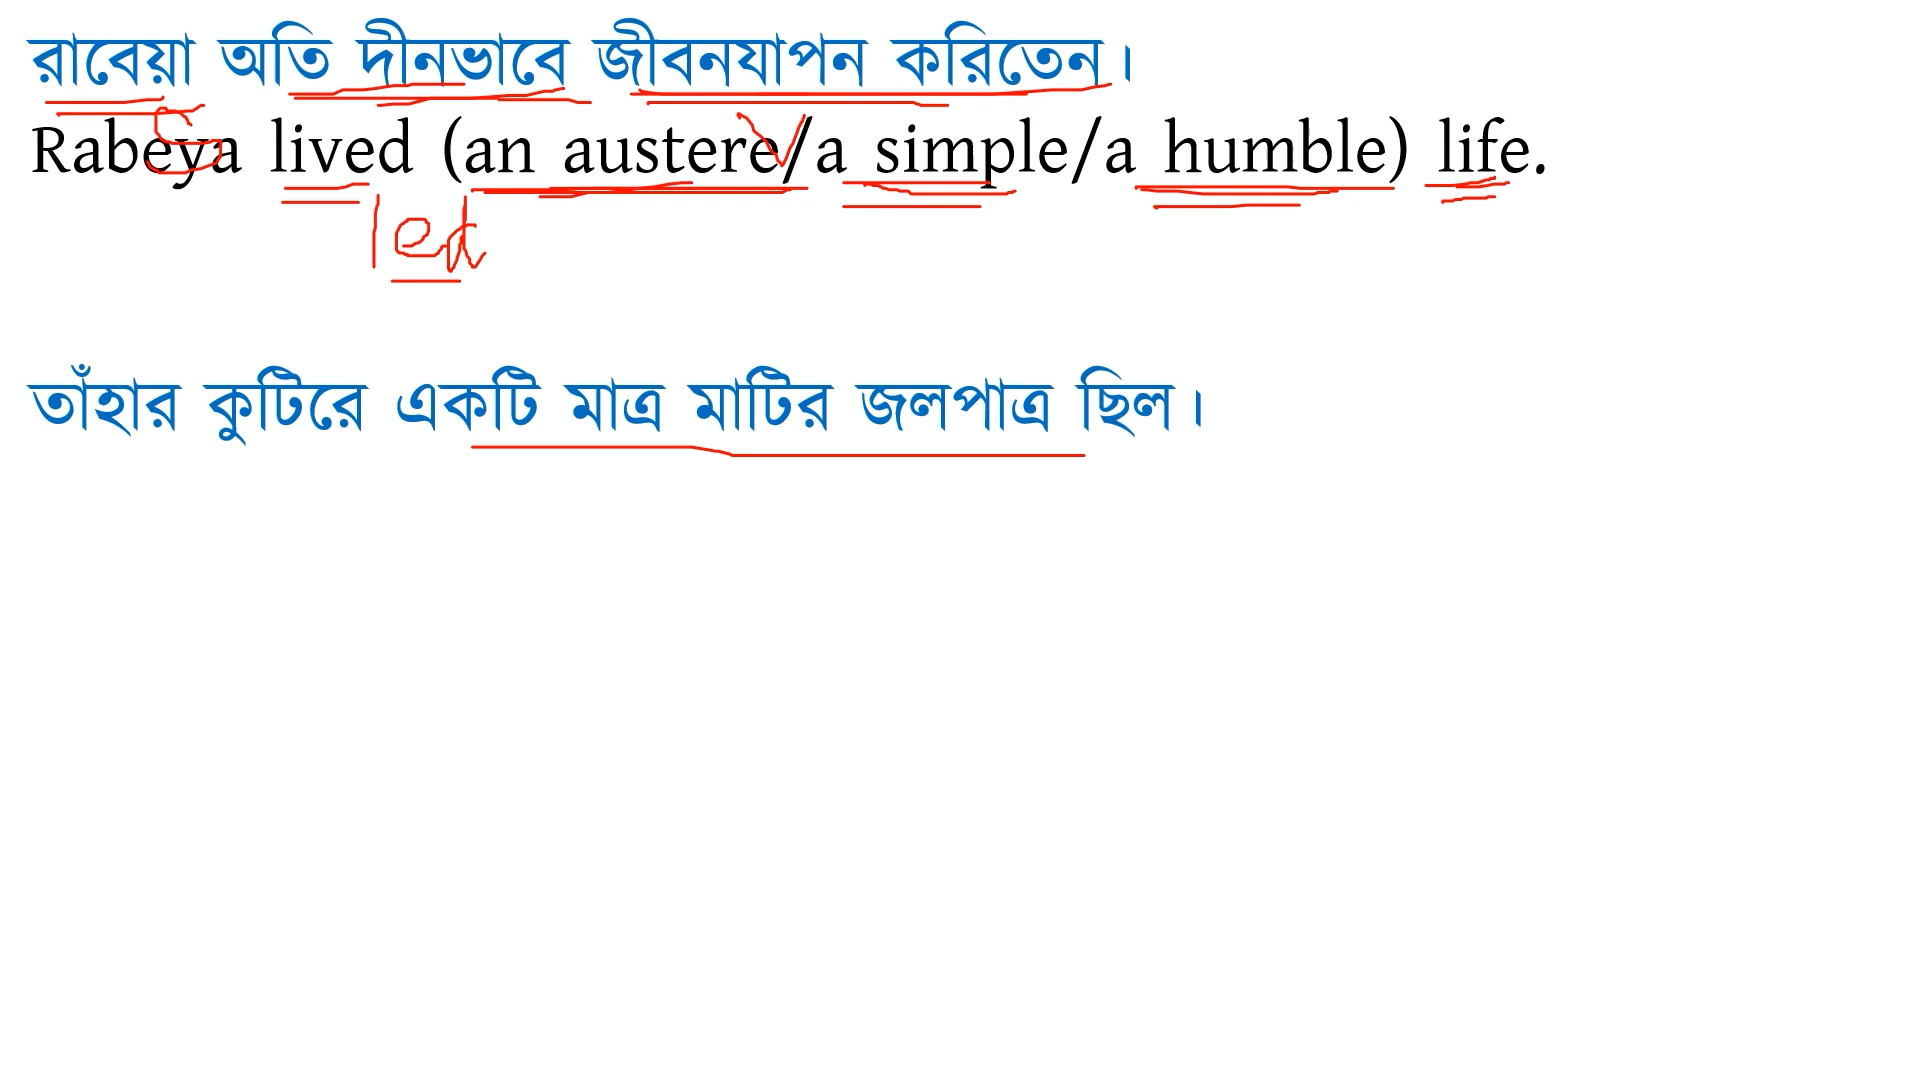 রাবেয়া অতি দীনভাবে জীবনযাপন করিতেন।
Rabeya lived (an austere/a simple/a humble) life.
led
তাঁহার কুটিরে একটি মাত্র মাটির জলপাত্র ছিল।